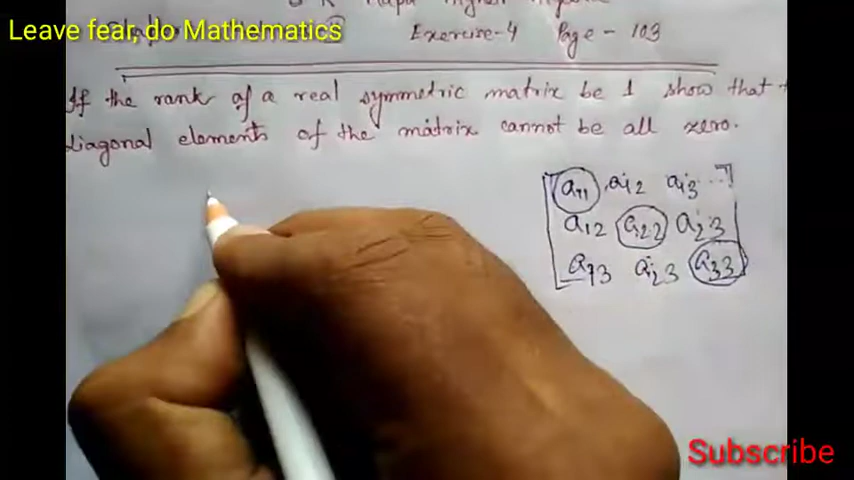 Leave fear, do Mathematics
Exercise-4 Page - 103
If the rank of a real symmetric matrix be 1 show that
diagonal elements of the matrix cannot be all zero.
a11 a12 a13 ...
a12 a22 a23
a13 a23 a33
Subscribe